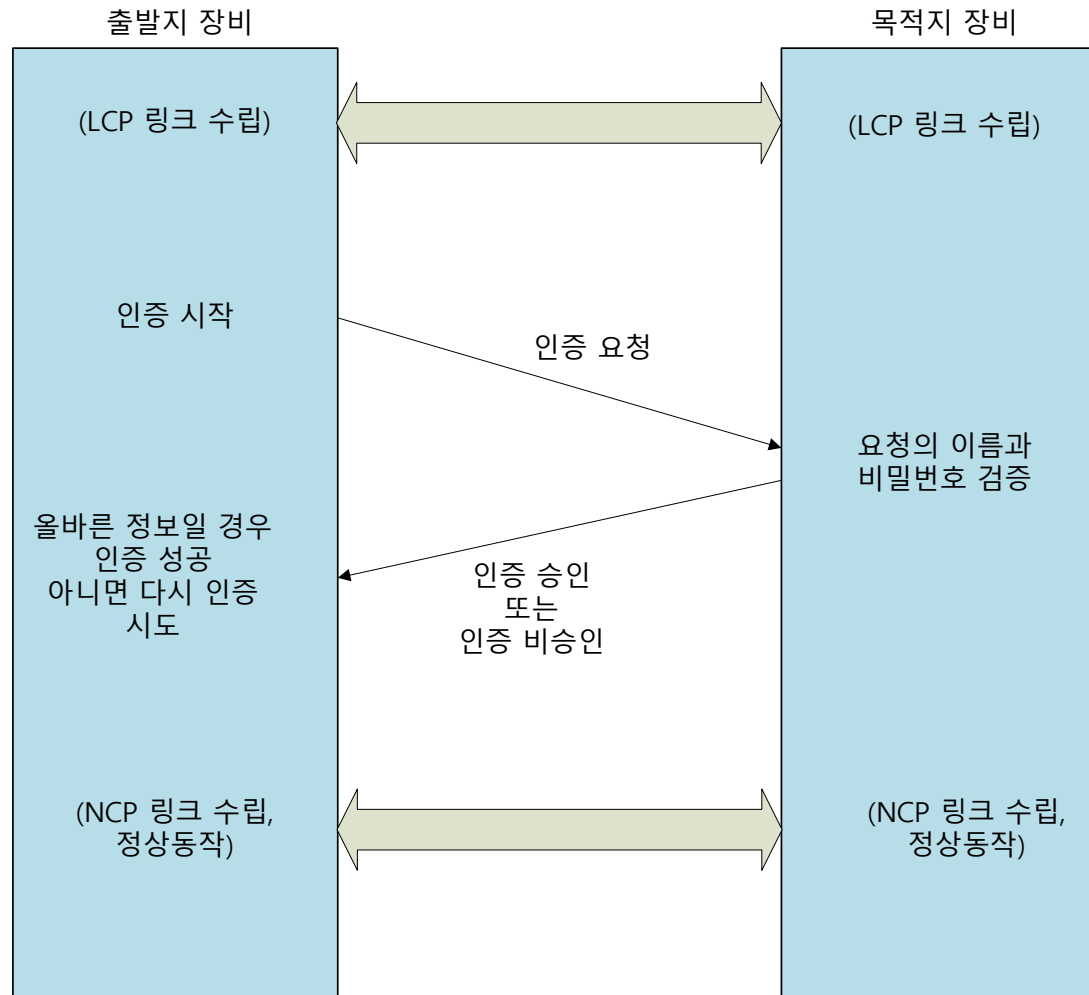 출발지 장비
목적지 장비
(LCP 링크 수립)
(LCP 링크 수립)
인증 시작
인증 요청
요청의 이름과
비밀번호 검증
올바른 정보일 경우
인증 성공
아니면 다시 인증
시도
인증 승인
또는
인증 비승인
(NCP 링크 수립,
정상동작)
(NCP 링크 수립,
정상동작)